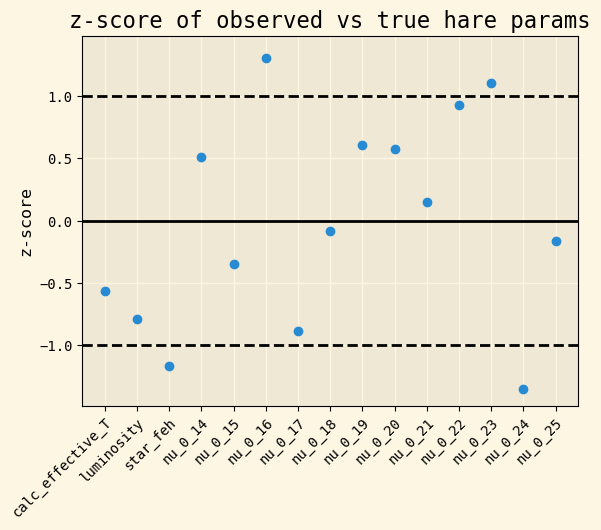 z-score of observed vs true hare params
z-score
1.0
0.5
0.0
−0.5
−1.0
calc_effective_T
luminosity
star_feh
nu_0_14
nu_0_15
nu_0_16
nu_0_17
nu_0_18
nu_0_19
nu_0_20
nu_0_21
nu_0_22
nu_0_23
nu_0_24
nu_0_25